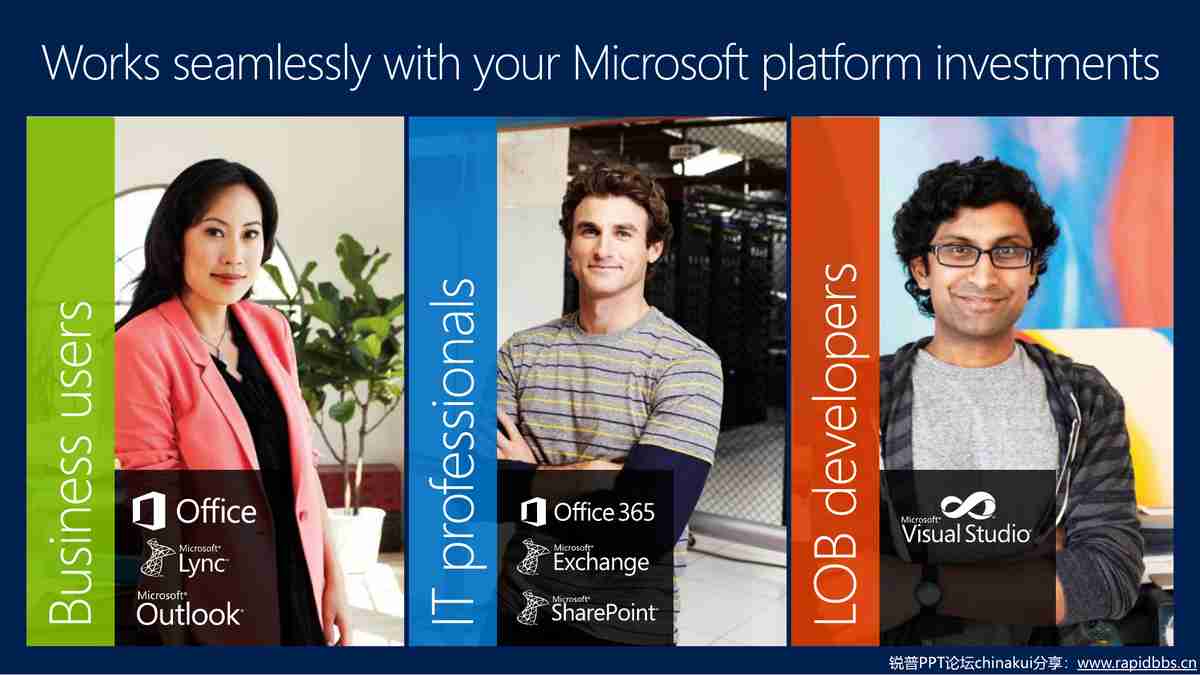 Works seamlessly with your Microsoft platform investments
Business users
Office
Microsoft®
Lync™
Microsoft®
Outlook®
IT professionals
Office 365
Microsoft®
Exchange
Microsoft®
SharePoint®
LOB developers
Microsoft®
Visual Studio®
锐普PPT论坛chinakui分享：www.rapidbbs.cn